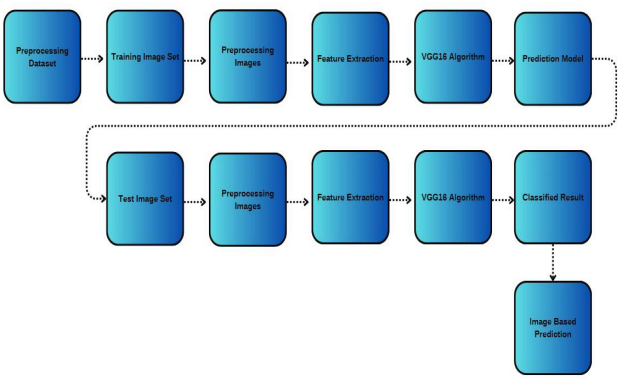 Preprocessing
Dataset
Training Image Set
Preprocessing
Images
Feature Extraction
VGG16 Algorithm
Prediction Model
Test Image Set
Preprocessing
Images
Feature Extraction
VGG16 Algorithm
Classified Result
Image Based
Prediction